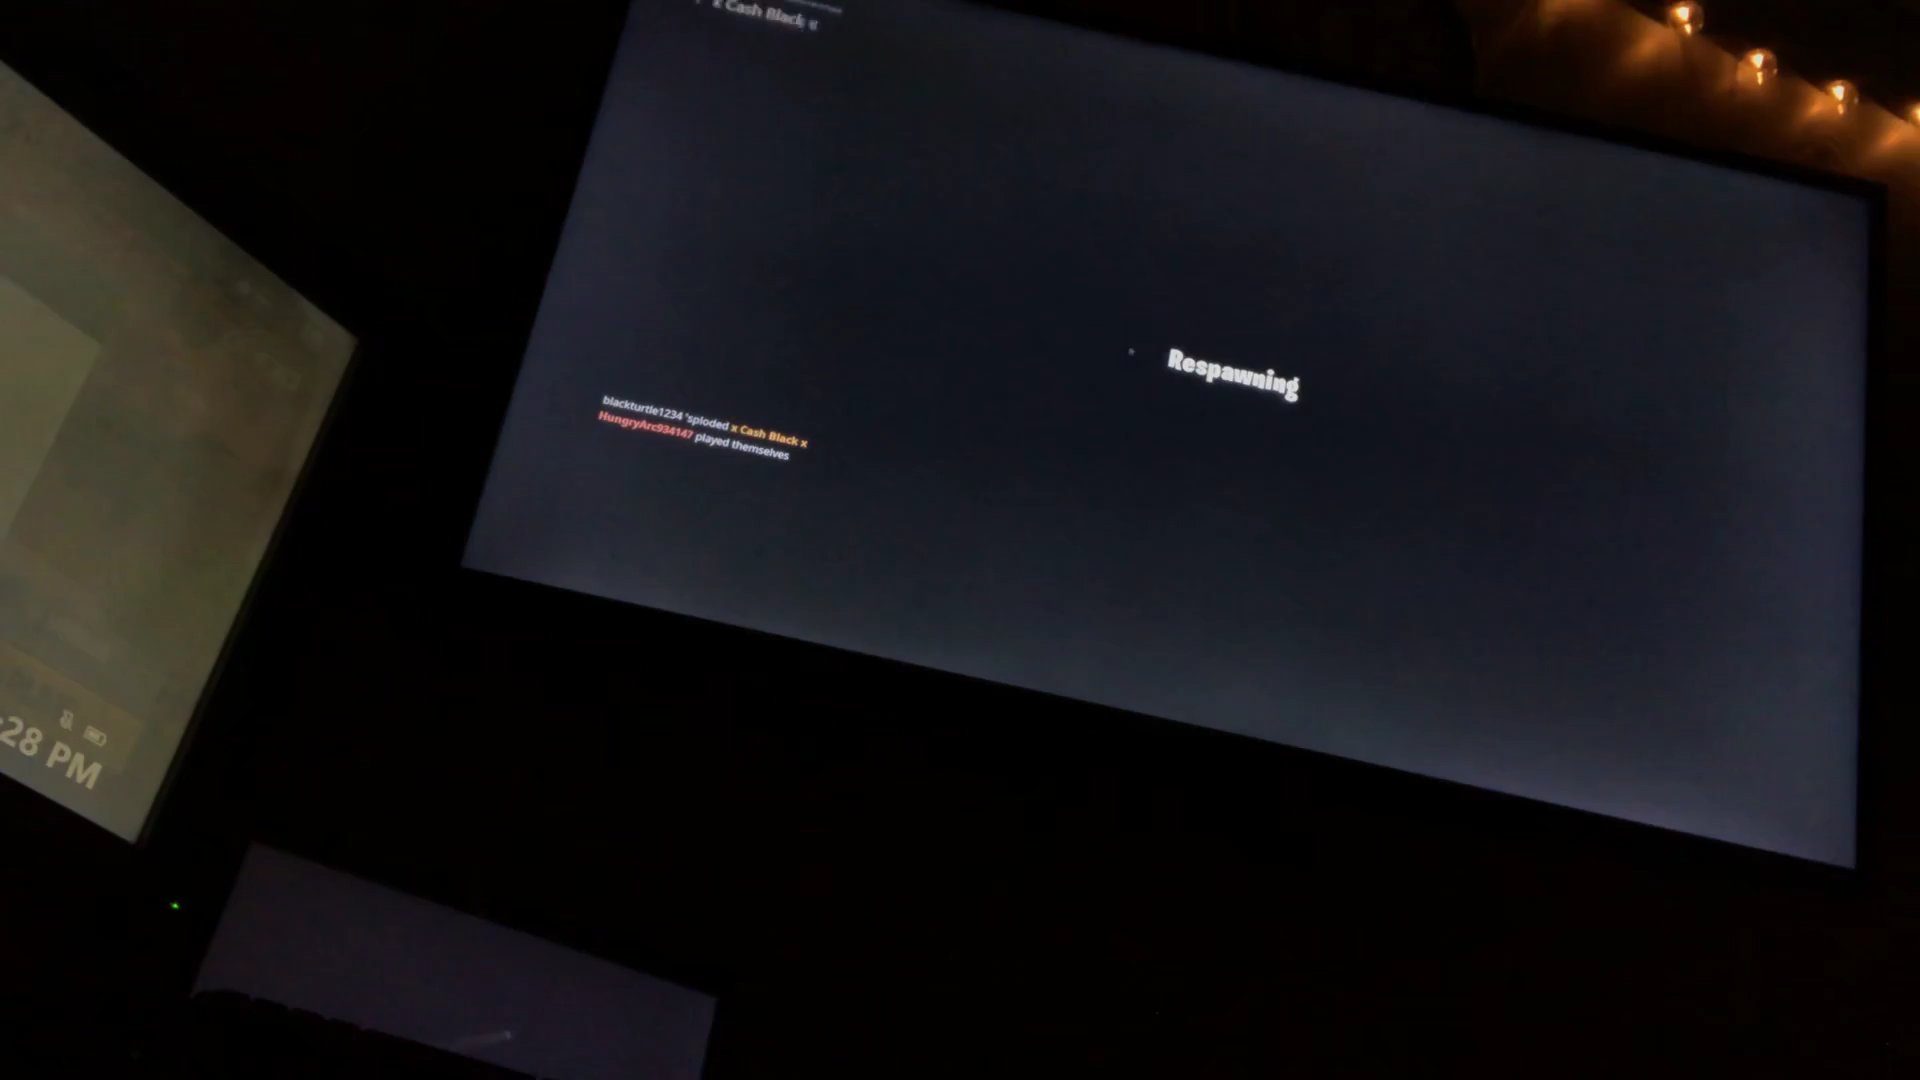 x Cash Black x
Respawning
blackturtle1234 'sploded x Cash Black x
HungryArc934147 played themselves
:28 PM